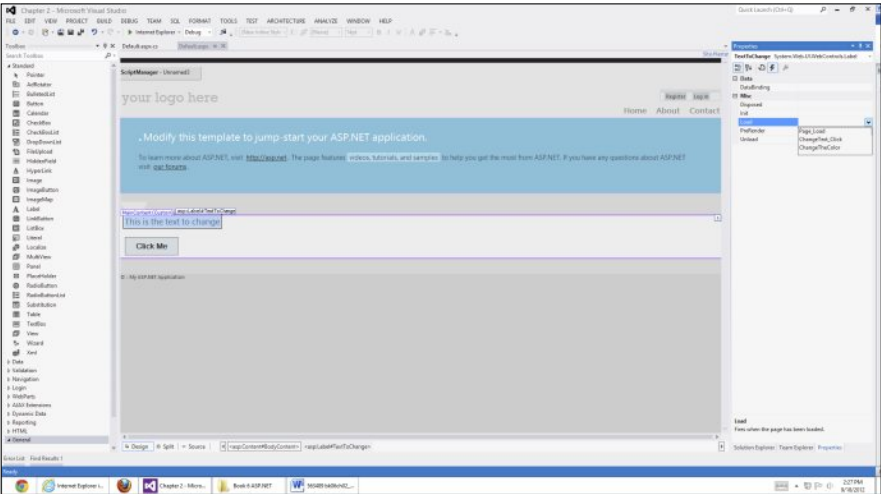 Chapter 2 - Microsoft Visual Studio
Quick Launch (Ctrl+Q)
FILE EDIT VIEW PROJECT BUILD DEBUG TEAM SQL FORMAT TOOLS TEST ARCHITECTURE ANALYZE WINDOW HELP
Internet Explorer
Debug
Toolbox
Default.aspx.cs
Default.aspx
Properties
Search Toolbox
Site.Master
TextToChange System.Web.UI.WebControls.Label
Standard
Pointer
AdRotator
BulletedList
Button
Calendar
CheckBox
CheckBoxList
DropDownList
FileUpload
HiddenField
HyperLink
Image
ImageButton
ImageMap
Label
LinkButton
ListBox
Literal
Localize
MultiView
Panel
PlaceHolder
RadioButton
RadioButtonList
Substitution
Table
TextBox
View
Wizard
Xml
Data
Validation
Navigation
Login
WebParts
AJAX Extensions
Dynamic Data
Reporting
HTML
General
ScriptManager - Unnamed1
your logo here
Register Log in
Home About Contact
. Modify this template to jump-start your ASP.NET application.
To learn more about ASP.NET, visit http://asp.net. The page features videos, tutorials, and samples to help you get the most from ASP.NET. If you have any questions about ASP.NET
visit our forums.
MainContent (Custom)
asp:Label#TextToChange
This is the text to change
Click Me
- My ASP.NET Application
Data
DataBinding
Misc
Disposed
Init
Load
PreRender
Unload
Page_Load
ChangeText_Click
ChangeTheColor
Load
Fires when the page has been loaded.
Design Split Source
<asp:Content#BodyContent> <asp:Label#TextToChange>
Solution Explorer Team Explorer Properties
Error List Find Results 1
Ready
Internet Explorer
Chapter 2 - Micro...
Book 6 ASP.NET
2:27 PM
9/18/2012